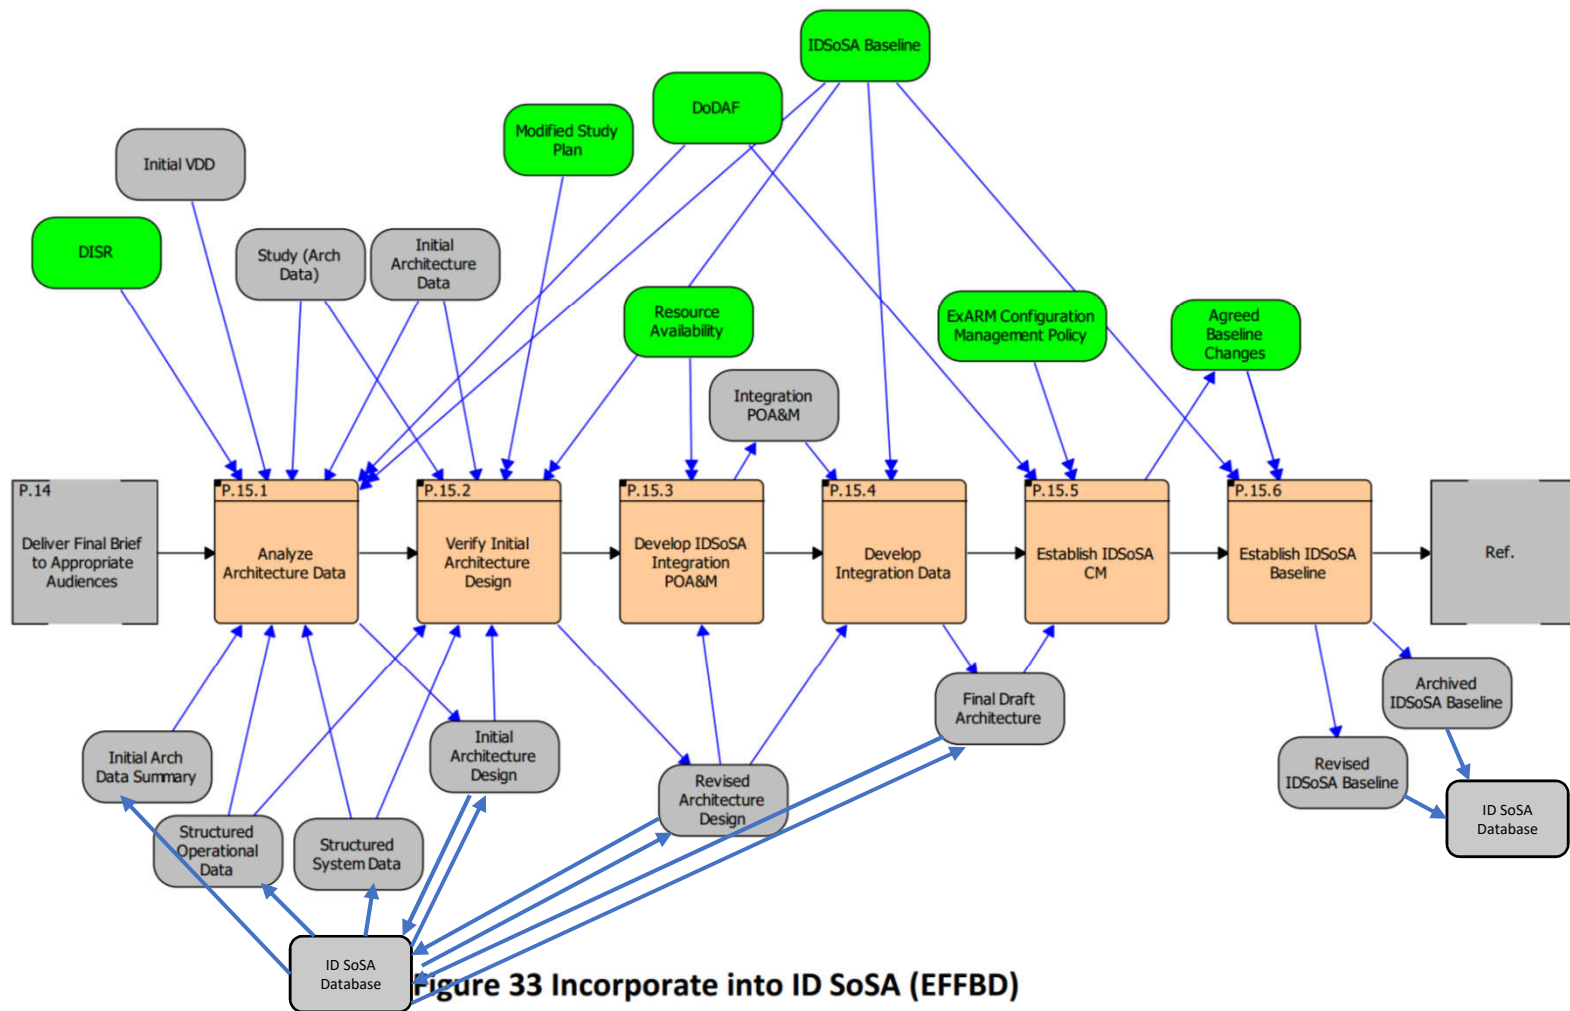 IDSoSA Baseline
DoDAF
Modified Study
Plan
Initial VDD
DISR
Study (Arch
Data)
Initial
Architecture
Data
Resource
Availability
ExARM Configuration
Management Policy
Agreed
Baseline
Changes
Integration
POA&M
P.14
Deliver Final Brief
to Appropriate
Audiences
P.15.1
Analyze
Architecture Data
P.15.2
Verify Initial
Architecture
Design
P.15.3
Develop IDSoSA
Integration
POA&M
P.15.4
Develop
Integration Data
P.15.5
Establish IDSoSA
CM
P.15.6
Establish IDSoSA
Baseline
Ref.
Initial Arch
Data Summary
Structured
Operational
Data
Structured
System Data
Initial
Architecture
Design
Revised
Architecture
Design
Final Draft
Architecture
Archived
IDSoSA Baseline
Revised
IDSoSA Baseline
ID SoSA
Database
ID SoSA
Database
Figure 33 Incorporate into ID SoSA (EFFBD)